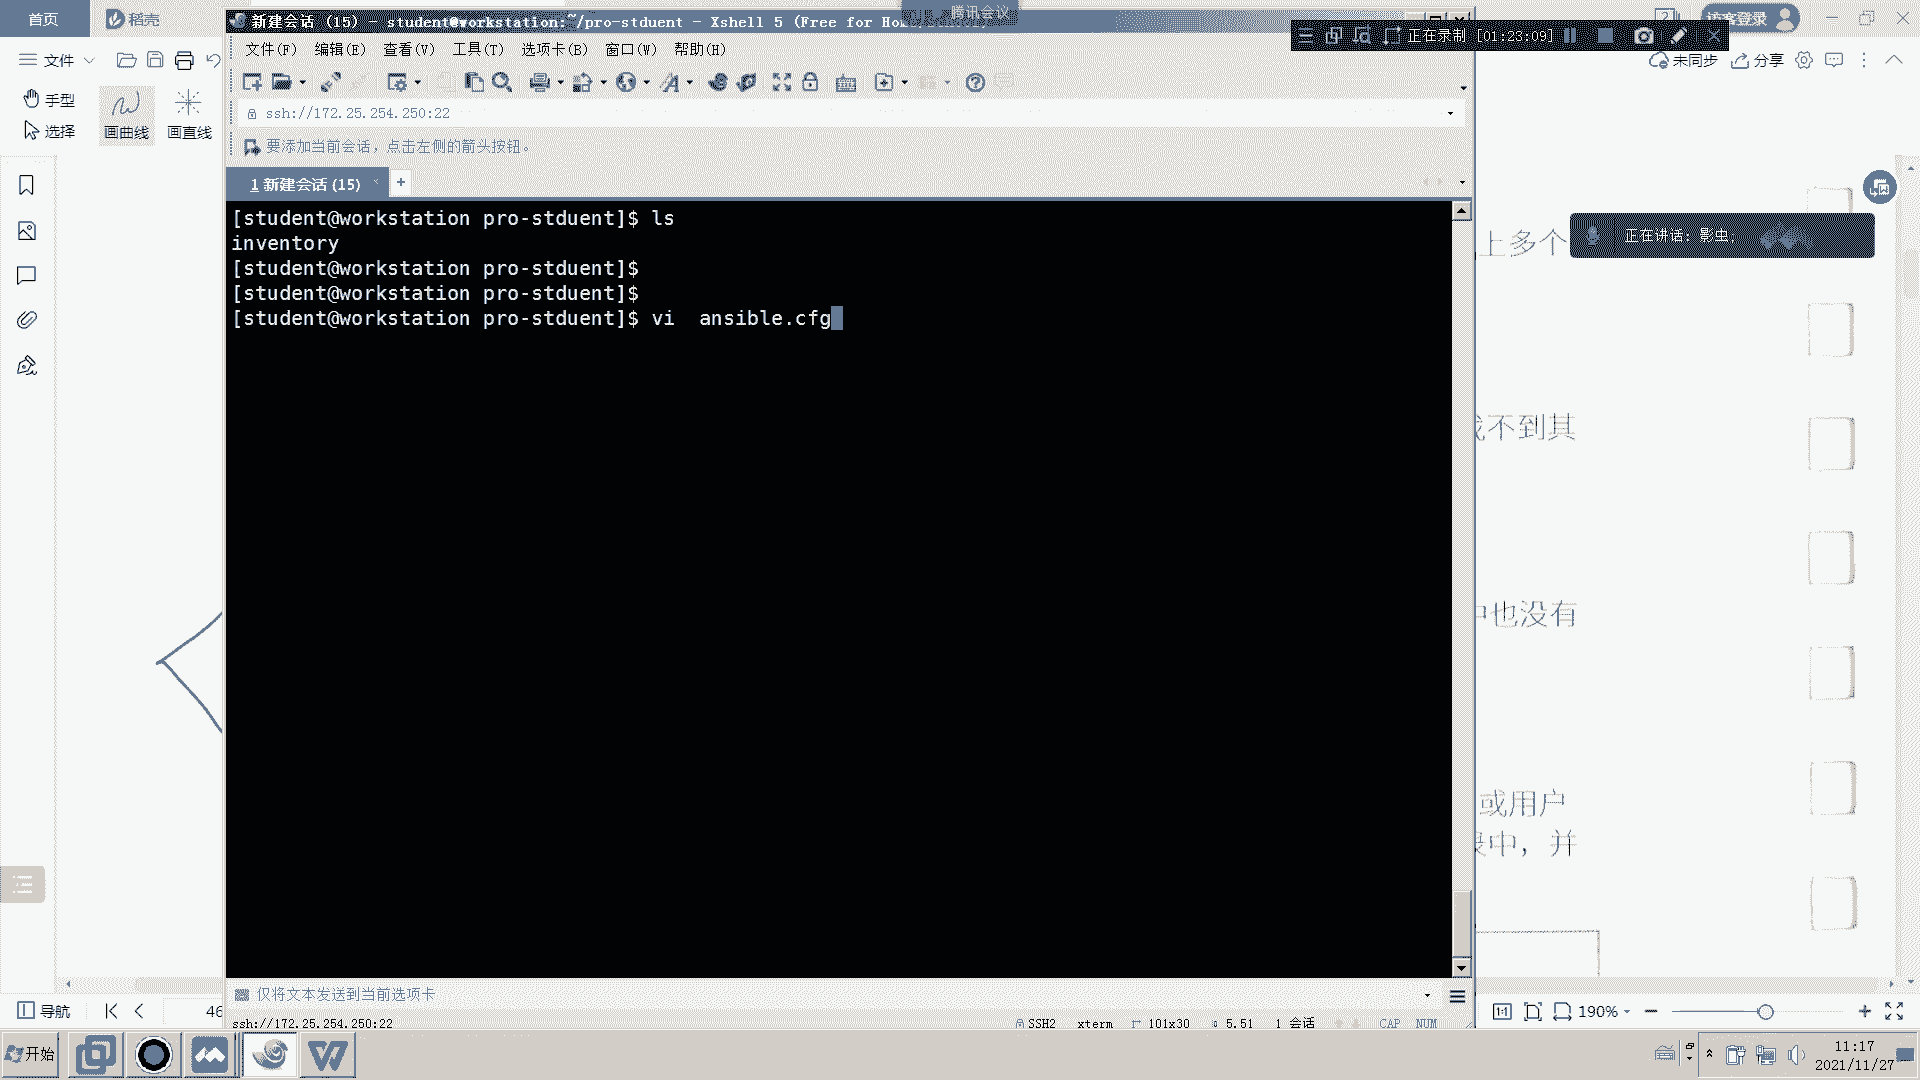 首页
稻壳
新建会话 (15) - student@workstation:~/pro-stduent - Xshell 5 (Free for Ho
腾讯会议
访客登录
正在录制 [01:23:09]
文件
文件(F) 编辑(E) 查看(V) 工具(T) 选项卡(B) 窗口(W) 帮助(H)
未同步 分享
手型
选择
画曲线
画直线
ssh://172.25.254.250:22
要添加当前会话，点击左侧的箭头按钮。
1 新建会话 (15)
+
[student@workstation pro-stduent]$ ls
inventory
[student@workstation pro-stduent]$
[student@workstation pro-stduent]$
[student@workstation pro-stduent]$ vi  ansible.cfg
正在讲话: 影虫;
上多个
不到其
也没有
或用户
中，并
仅将文本发送到当前选项卡
导航
46
ssh://172.25.254.250:22
SSH2 xterm 101x30 5.51 1 会话 CAP NUM
1:1
190%
开始
11:17
2021/11/27